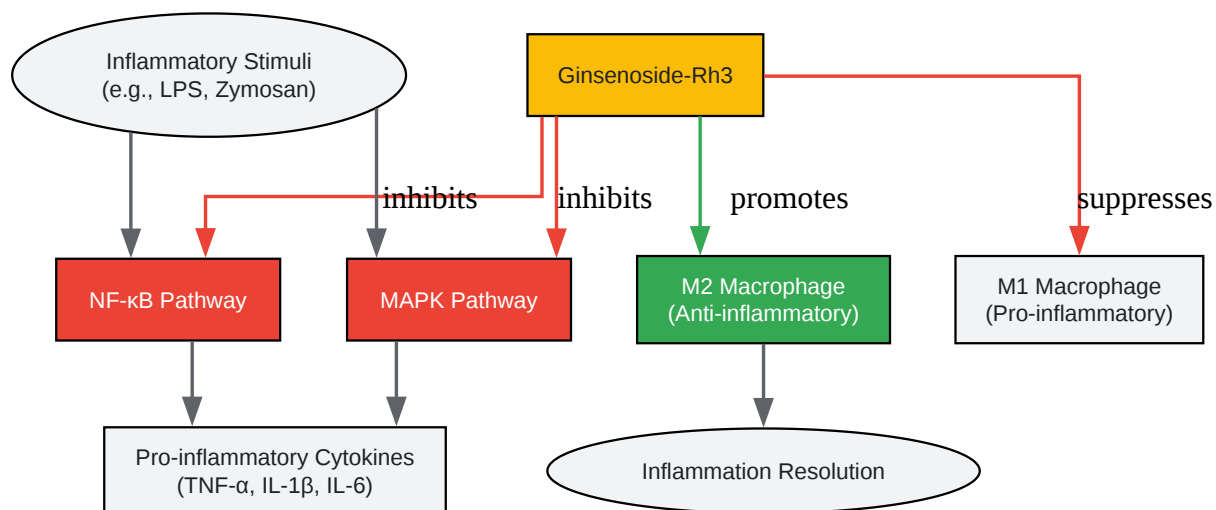 Inflammatory Stimuli
(e.g., LPS, Zymosan)
Ginsenoside-Rh3
inhibits
inhibits
promotes
suppresses
NF-κB Pathway
MAPK Pathway
M2 Macrophage
(Anti-inflammatory)
M1 Macrophage
(Pro-inflammatory)
Pro-inflammatory Cytokines
(TNF-α, IL-1β, IL-6)
Inflammation Resolution